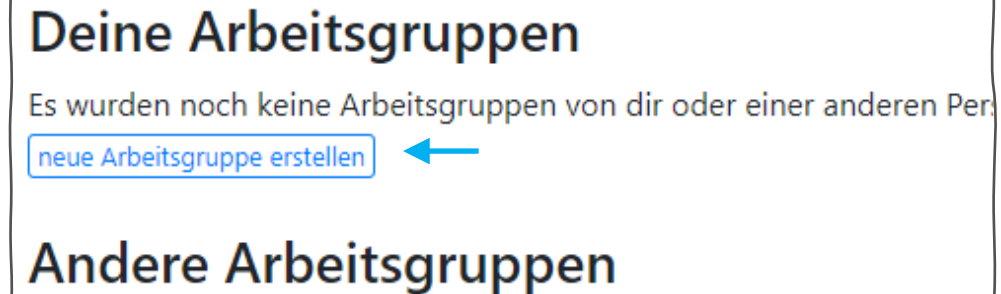 Deine Arbeitsgruppen
Es wurden noch keine Arbeitsgruppen von dir oder einer anderen
neue Arbeitsgruppe erstellen
Andere Arbeitsgruppen